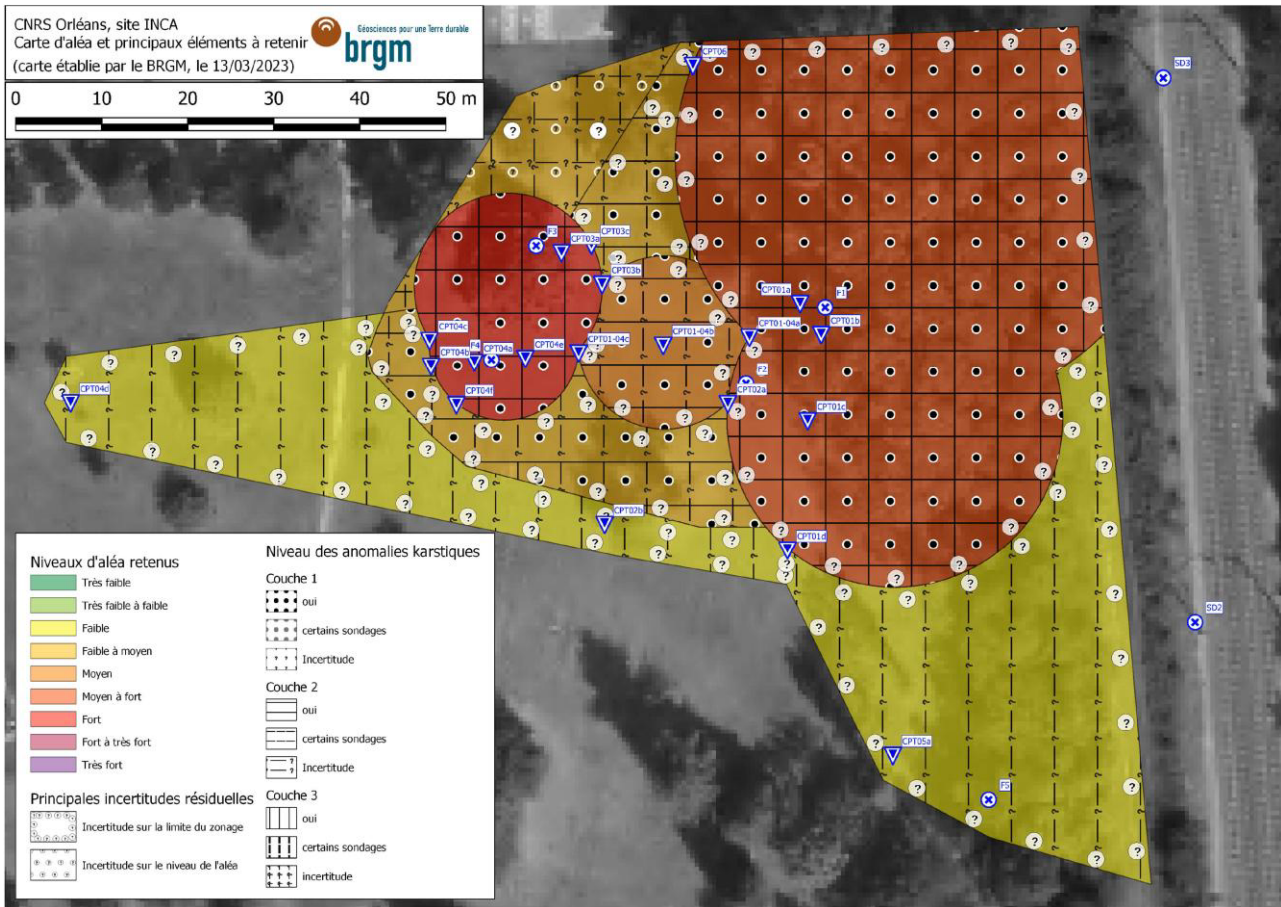 CNRS Orléans, site INCA
Carte d'aléa et principaux éléments à retenir
(carte établie par le BRGM, le 13/03/2023)
Géosciences pour une Terre durable
brgm
0 10 20 30 40 50 m
SD3
CPT06
F3
CPT03a
CPT03c
CPT03b
CPT01a
F1
CPT01b
CPT01-04a
CPT01-04b
CPT01-04c
CPT04c
CPT04b
F4
CPT04a
CPT04e
CPT04f
CPT04d
F2
CPT02a
CPT01c
CPT02b
CPT01d
SD2
CPT05a
F5
Niveaux d'aléa retenus
Très faible
Très faible à faible
Faible
Faible à moyen
Moyen
Moyen à fort
Fort
Fort à très fort
Très fort
Principales incertitudes résiduelles
Incertitude sur la limite du zonage
Incertitude sur le niveau de l'aléa
Niveau des anomalies karstiques
Couche 1
oui
certains sondages
Incertitude
Couche 2
oui
certains sondages
Incertitude
Couche 3
oui
certains sondages
incertitude